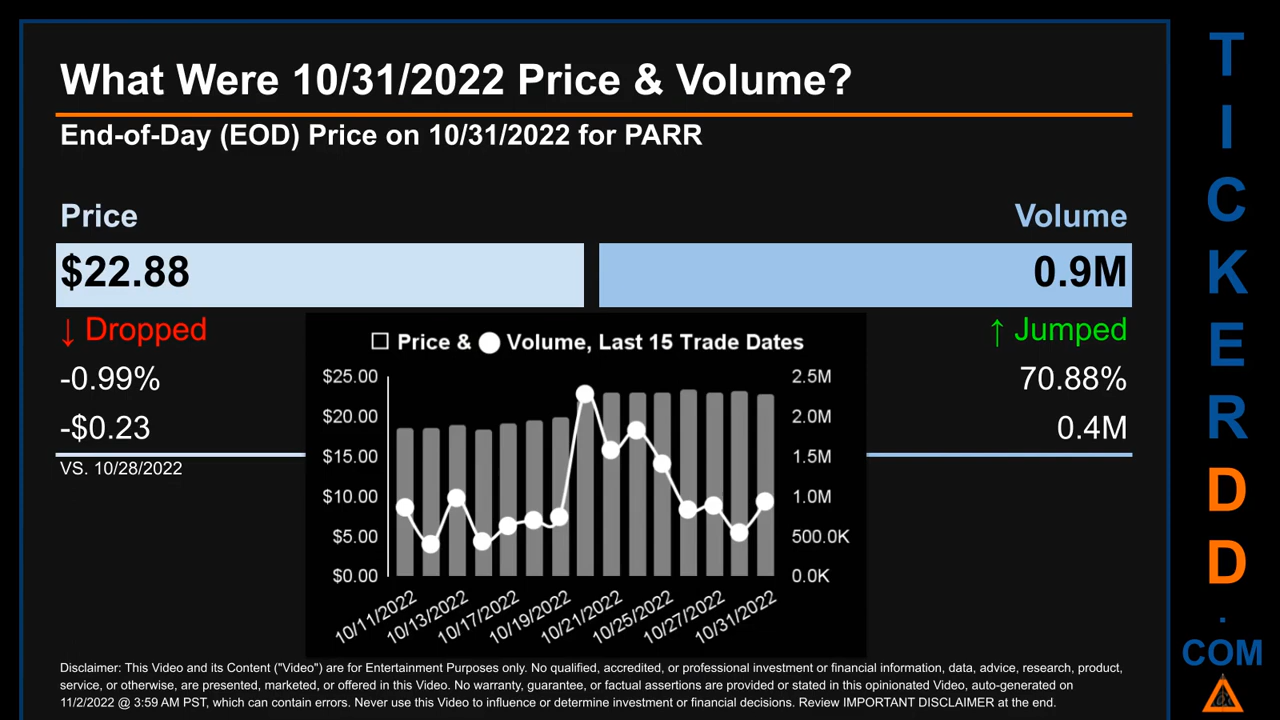 What Were 10/31/2022 Price & Volume?
End-of-Day (EOD) Price on 10/31/2022 for PARR
Price
Volume
$22.88
0.9M
↓ Dropped
↑ Jumped
-0.99%
70.88%
-$0.23
0.4M
VS. 10/28/2022
Price & Volume, Last 15 Trade Dates
$25.00
2.5M
$20.00
2.0M
$15.00
1.5M
$10.00
1.0M
$5.00
500.0K
$0.00
0.0K
10/11/2022
10/13/2022
10/17/2022
10/19/2022
10/21/2022
10/25/2022
10/27/2022
10/31/2022
Disclaimer: This Video and its Content ("Video") are for Entertainment Purposes only. No qualified, accredited, or professional investment or financial information, data, advice, research, product,
service, or otherwise, are presented, marketed, or offered in this Video. No warranty, guarantee, or factual assertions are provided or stated in this opinionated Video, auto-generated on
11/2/2022 @ 3:59 AM PST, which can contain errors. Never use this Video to influence or determine investment or financial decisions. Review IMPORTANT DISCLAIMER at the end.
T
I
C
K
E
R
D
D
.
COM